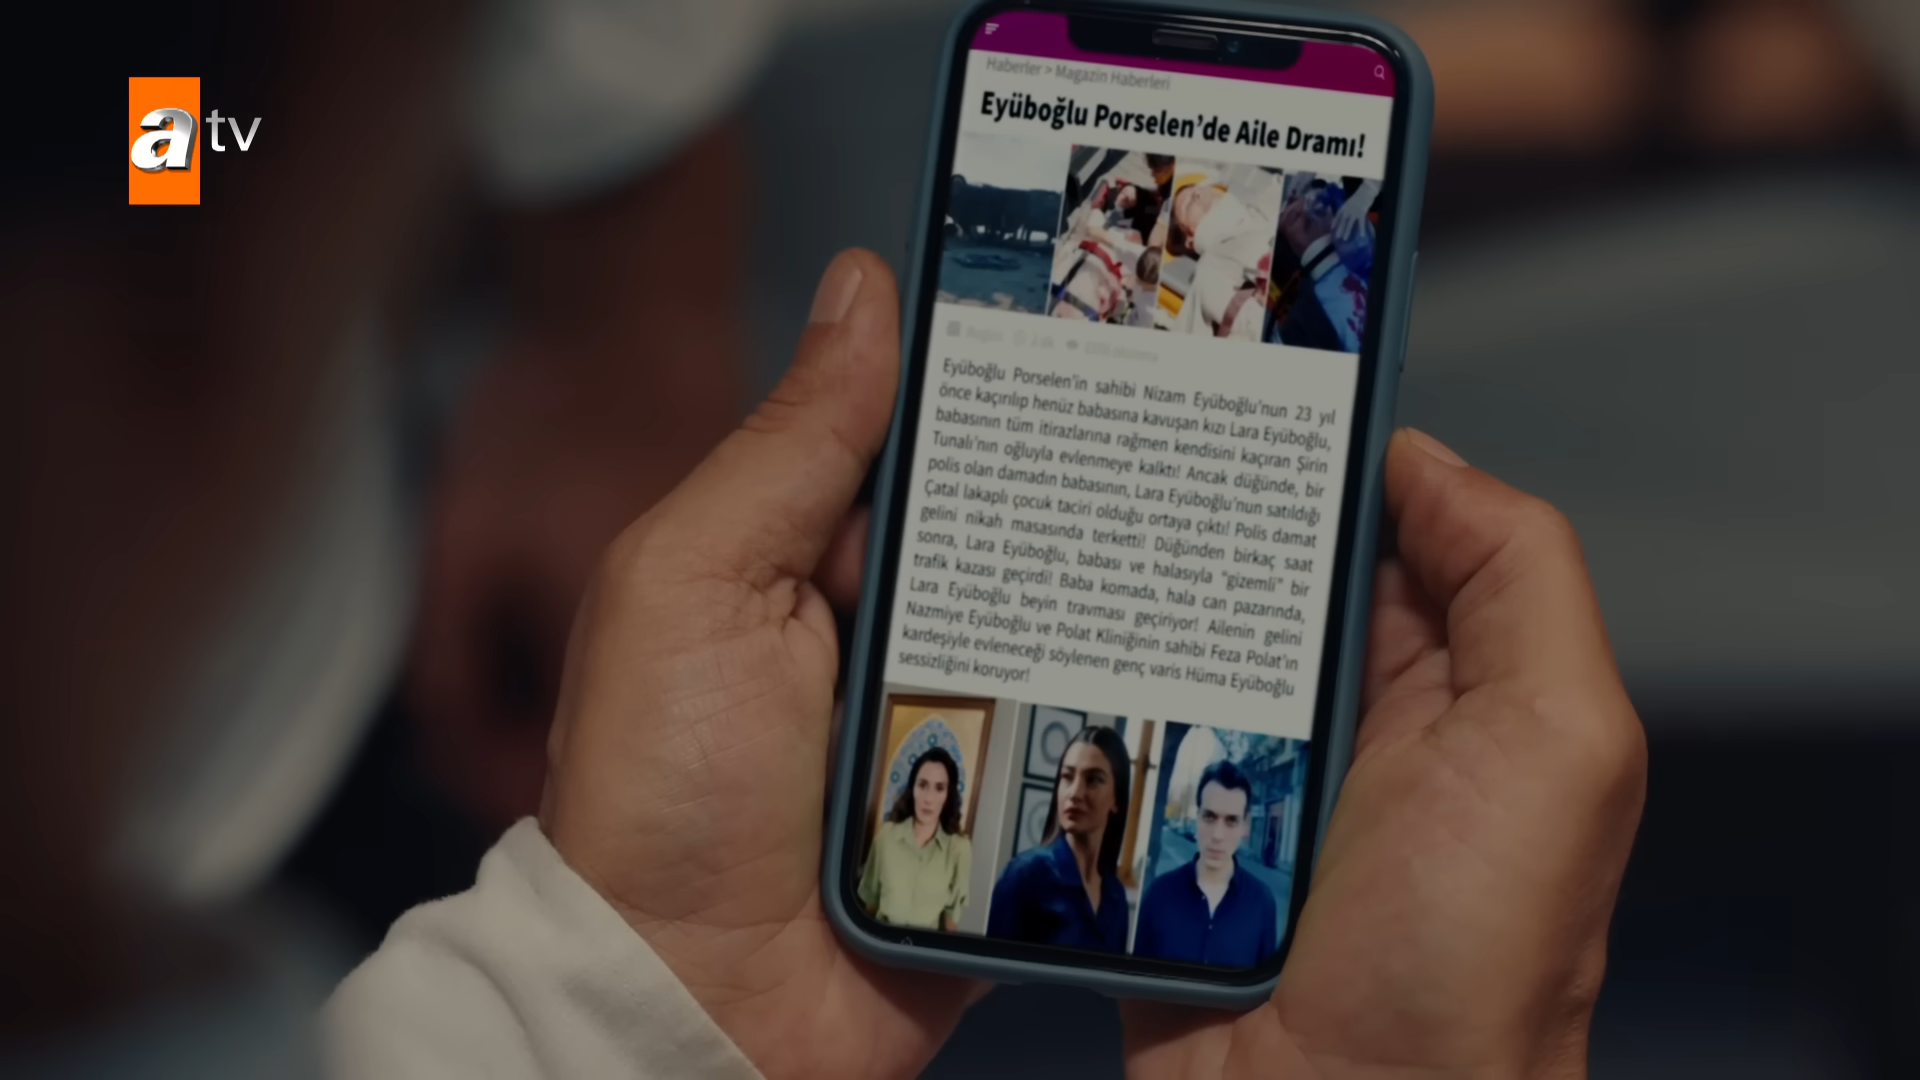 atv
Haberler > Magazin Haberleri
Eyüboğlu Porselen’de Aile Dramı!
Eyüboğlu Porselen’in sahibi Nizam Eyüboğlu’nun 23 yıl
önce kaçırılıp henüz babasına kavuşan kızı Lara Eyüboğlu,
babasının tüm itirazlarına rağmen kendisini kaçıran Şirin
Tunalı’nın oğluyla evlenmeye kalktı! Ancak düğünde, bir
polis olan damadın babasının, Lara Eyüboğlu’nun satıldığı
Çatal lakaplı çocuk taciri olduğu ortaya çıktı! Polis damat
gelini nikah masasında terketti! Düğünden birkaç saat
sonra, Lara Eyüboğlu, babası ve halasıyla “gizemli” bir
trafik kazası geçirdi! Baba komada, hala can pazarında,
Lara Eyüboğlu beyin travması geçiriyor! Ailenin gelini
Nazmiye Eyüboğlu ve Polat Kliniğinin sahibi Feza Polat’ın
kardeşiyle evleneceği söylenen genç varis Hüma Eyüboğlu
sessizliğini koruyor!